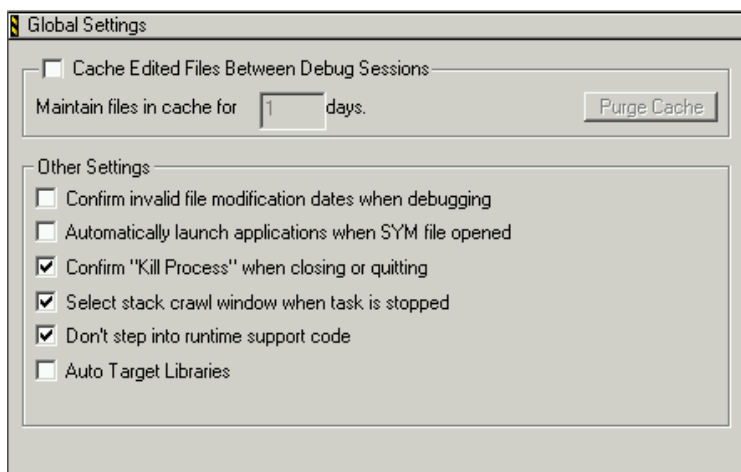 Global Settings
Cache Edited Files Between Debug Sessions
Maintain files in cache for 1 days. Purge Cache
Other Settings
Confirm invalid file modification dates when debugging
Automatically launch applications when SYM file opened
Confirm "Kill Process" when closing or quitting
Select stack crawl window when task is stopped
Don't step into runtime support code
Auto Target Libraries